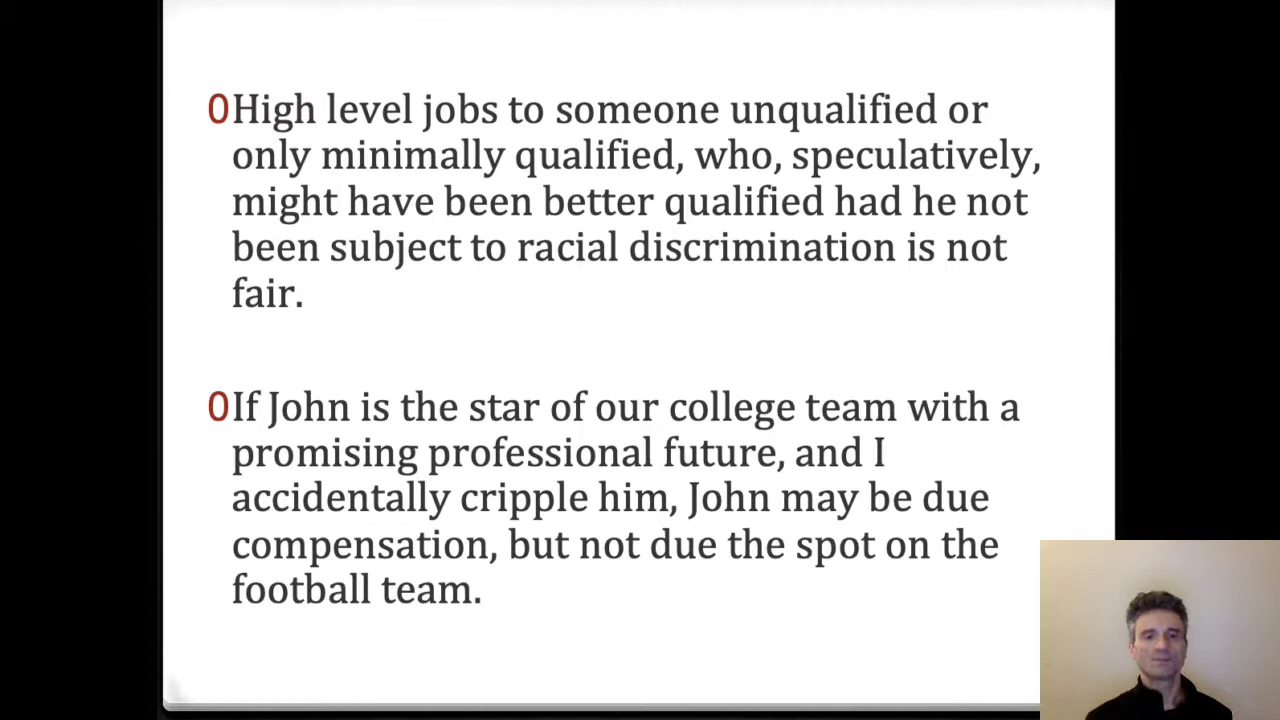 High level jobs to someone unqualified or
only minimally qualified, who, speculatively,
might have been better qualified had he not
been subject to racial discrimination is not
fair.
If John is the star of our college team with a
promising professional future, and I
accidentally cripple him, John may be due
compensation, but not due the spot on the
football team.